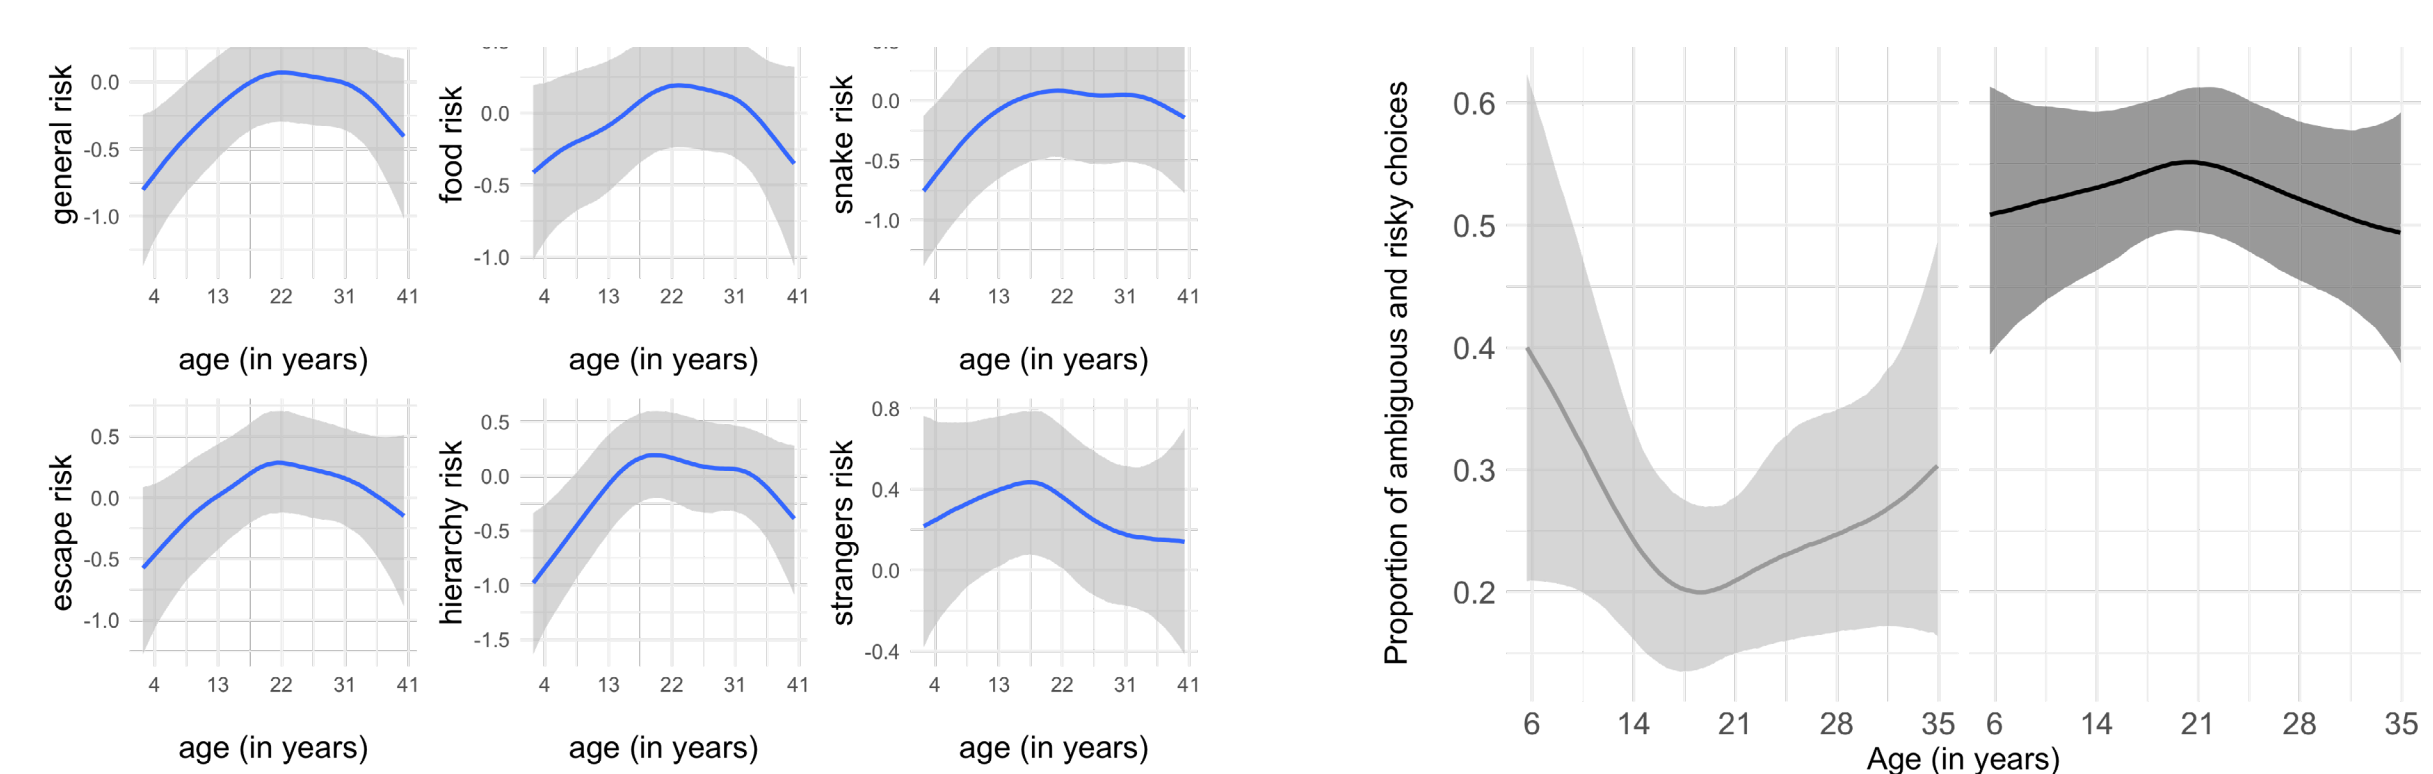 general risk
0.0
-0.5
-1.0
4 13 22 31 41
age (in years)
food risk
0.0
-0.5
-1.0
4 13 22 31 41
age (in years)
snake risk
0.0
-0.5
-1.0
4 13 22 31 41
age (in years)
escape risk
0.5
0.0
-0.5
-1.0
4 13 22 31 41
age (in years)
hierarchy risk
0.5
0.0
-0.5
-1.0
-1.5
4 13 22 31 41
age (in years)
strangers risk
0.8
0.4
0.0
-0.4
4 13 22 31 41
age (in years)
Proportion of ambiguous and risky choices
0.6
0.5
0.4
0.3
0.2
6 14 21 28 35 6 14 21 28 35
Age (in years)